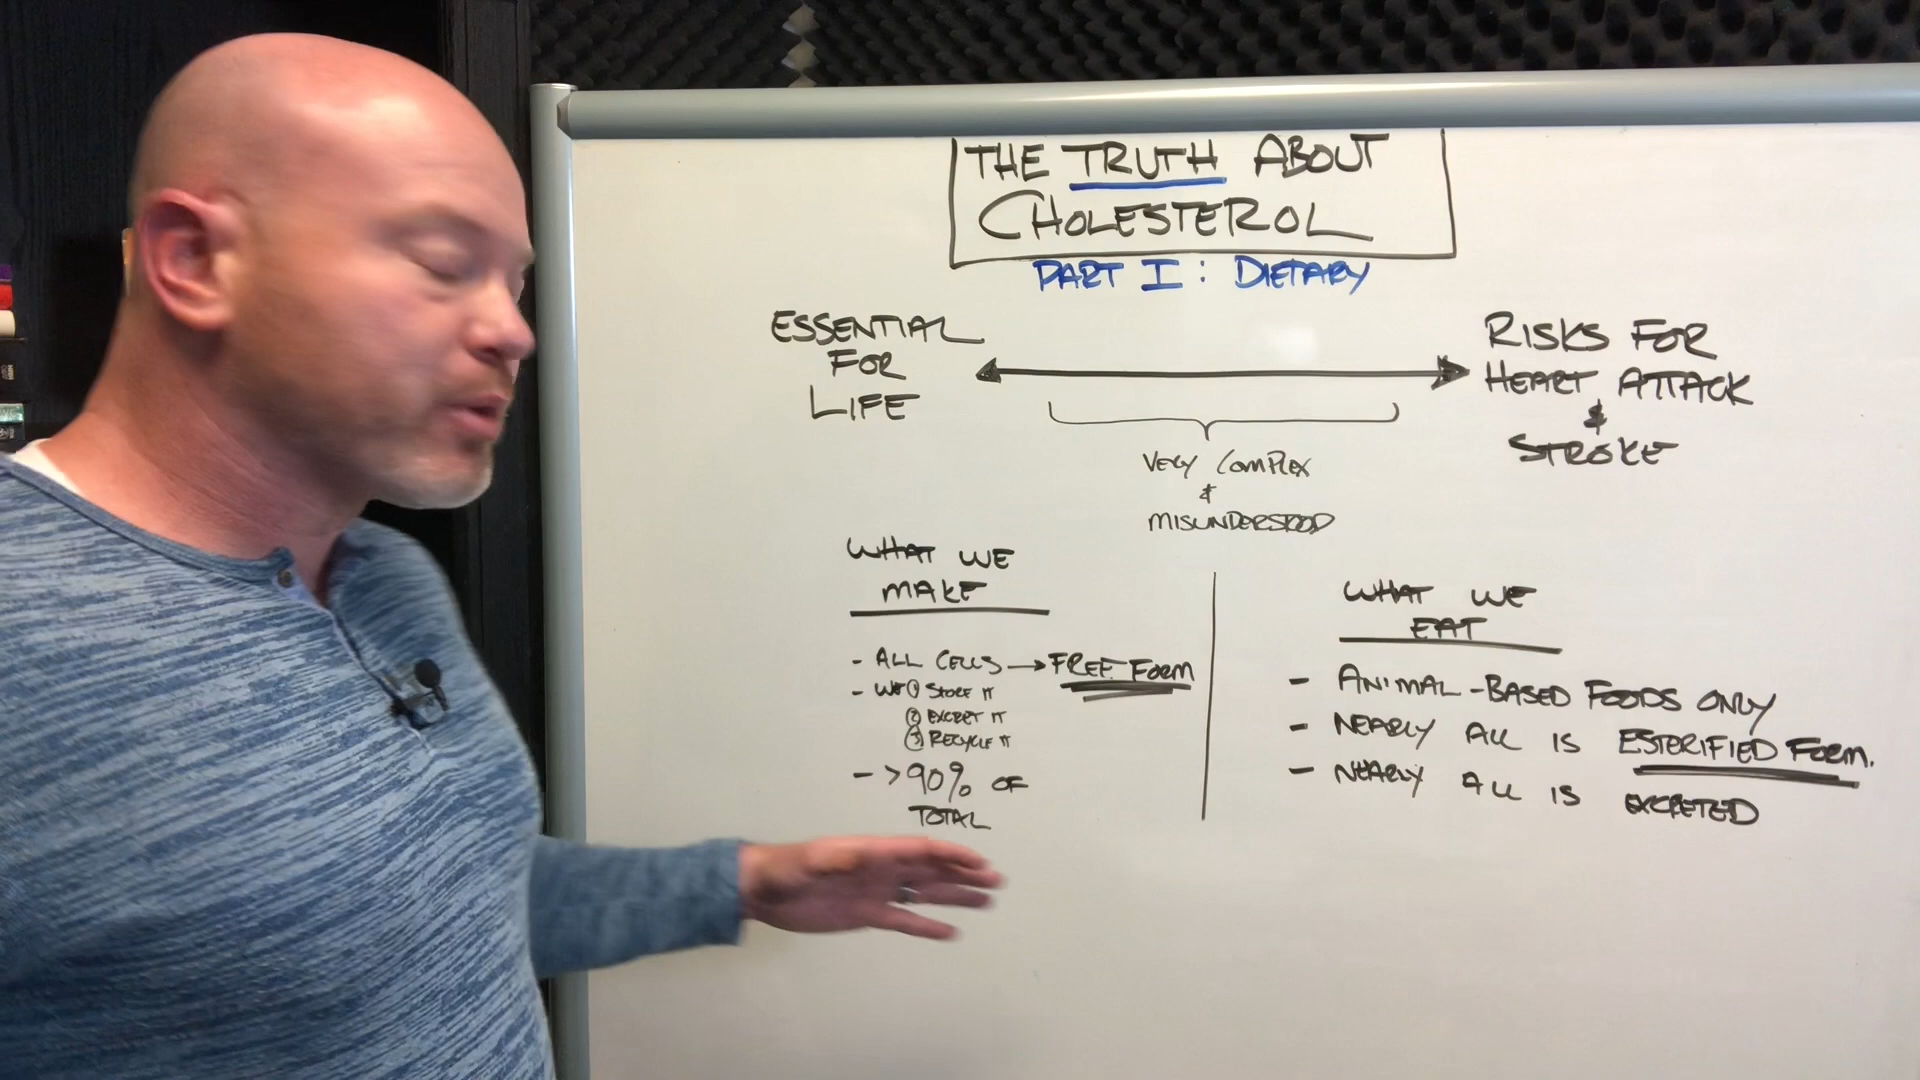 THE TRUTH ABOUT
CHOLESTEROL
PART I: DIETARY
ESSENTIAL
FOR
LIFE
RISKS FOR
HEART ATTACK
&
STROKE
VERY COMPLEX
&
MISUNDERSTOOD
WHAT WE
MAKE
- ALL CELLS → FREE FORM
- WE ① STORE IT
② EXCRET IT
③ RECYCLE IT
- >90% OF
TOTAL
WHAT WE
EAT
- ANIMAL-BASED FOODS ONLY
- NEARLY ALL IS ESTERIFIED FORM.
- NEARLY ALL IS EXCRETED